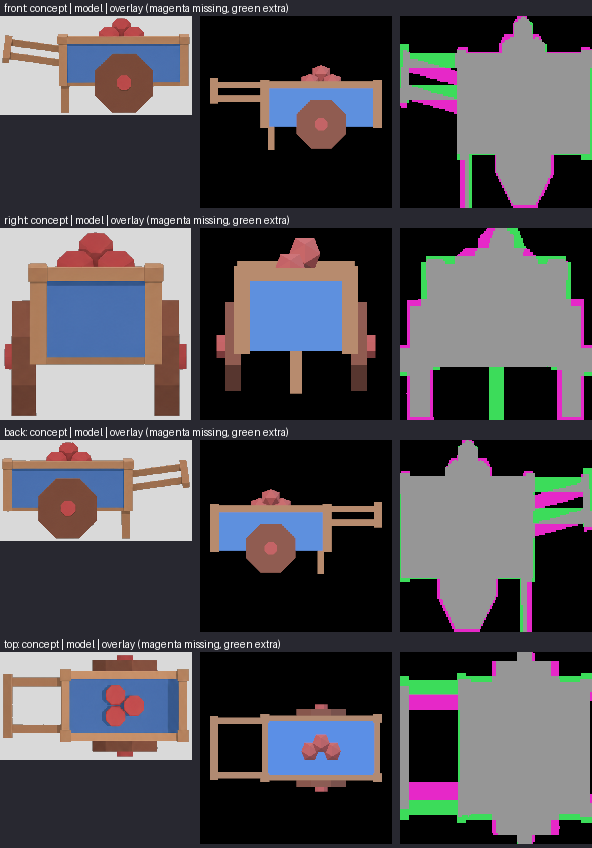 front: concept | model | overlay (magenta missing, green extra)
right: concept | model | overlay (magenta missing, green extra)
back: concept | model | overlay (magenta missing, green extra)
top: concept | model | overlay (magenta missing, green extra)